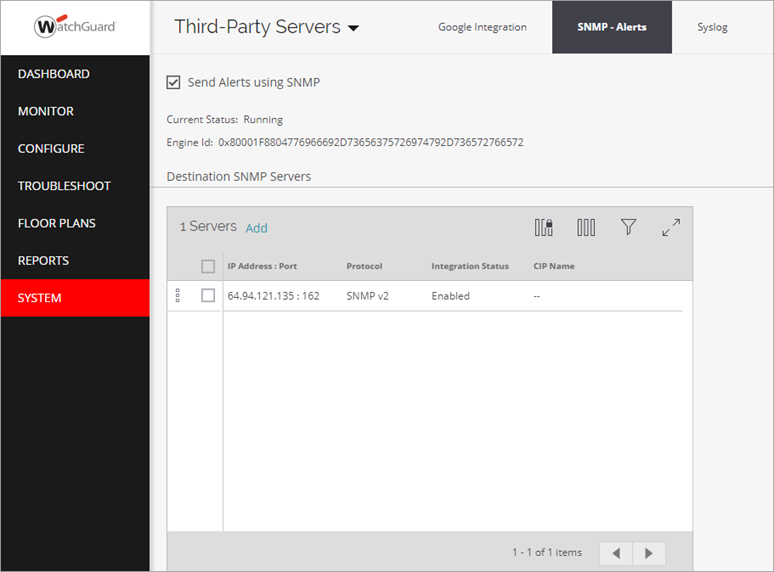 WatchGuard
Third-Party Servers
Google Integration
SNMP - Alerts
Syslog
DASHBOARD
MONITOR
CONFIGURE
TROUBLESHOOT
FLOOR PLANS
REPORTS
SYSTEM
Send Alerts using SNMP
Current Status: Running
Engine Id: 0x80001F8804776966692D73656375726974792D736572766572
Destination SNMP Servers
1 Servers Add
IP Address : Port Protocol Integration Status CIP Name
64.94.121.135 : 162 SNMP v2 Enabled --
1 - 1 of 1 items